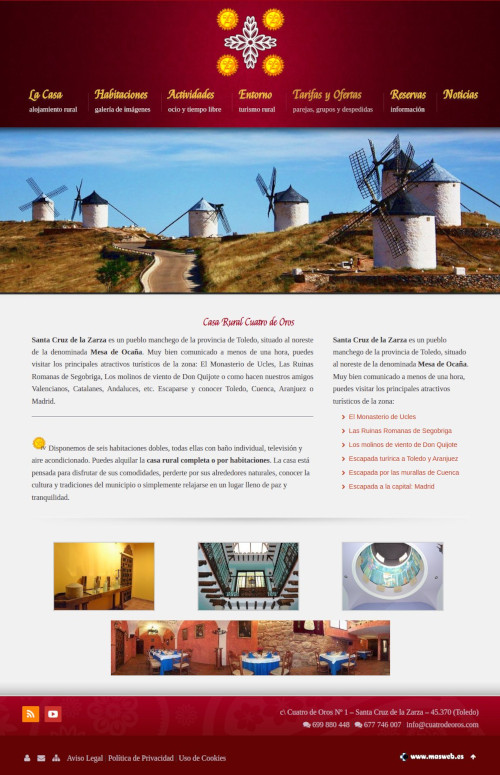 La Casa
alojamiento rural
Habitaciones
galería de imágenes
Actividades
ocio y tiempo libre
Entorno
turismo rural
Tarifas y Ofertas
parejas, grupos y despedidas
Reservas
información
Noticias
Casa Rural Cuatro de Oros
Santa Cruz de la Zarza es un pueblo manchego de la provincia de Toledo, situado al noreste
de la denominada Mesa de Ocaña. Muy bien comunicado a menos de una hora, puedes
visitar los principales atractivos turísticos de la zona: El Monasterio de Ucles, Las Ruinas
Romanas de Segobriga, Los molinos de viento de Don Quijote o como hacen nuestros amigos
Valencianos, Catalanes, Andaluces, etc. Escaparse y conocer Toledo, Cuenca, Aranjuez o
Madrid.
Disponemos de seis habitaciones dobles, todas ellas con baño individual, televisión y
aire acondicionado. Puedes alquilar la casa rural completa o por habitaciones. La casa está
pensada para disfrutar de sus comodidades, perderte por sus alrededores naturales, conocer la
cultura y tradiciones del municipio o simplemente relajarse en un lugar lleno de paz y
tranquilidad.
Santa Cruz de la Zarza es un
pueblo manchego de la provincia de Toledo, situado
al noreste de la denominada Mesa de Ocaña.
Muy bien comunicado a menos de una hora,
puedes visitar los principales atractivos
turísticos de la zona:
El Monasterio de Ucles
Las Ruinas Romanas de Segobriga
Los molinos de viento de Don Quijote
Escapada turírica a Toledo y Aranjuez
Escapada por las murallas de Cuenca
Escapada a la capital: Madrid
c\ Cuatro de Oros Nº 1 – Santa Cruz de la Zarza – 45.370 (Toledo)
699 880 448 677 746 007 info@cuatrodeoros.com
Aviso Legal | Política de Privacidad | Uso de Cookies
www.masweb.es